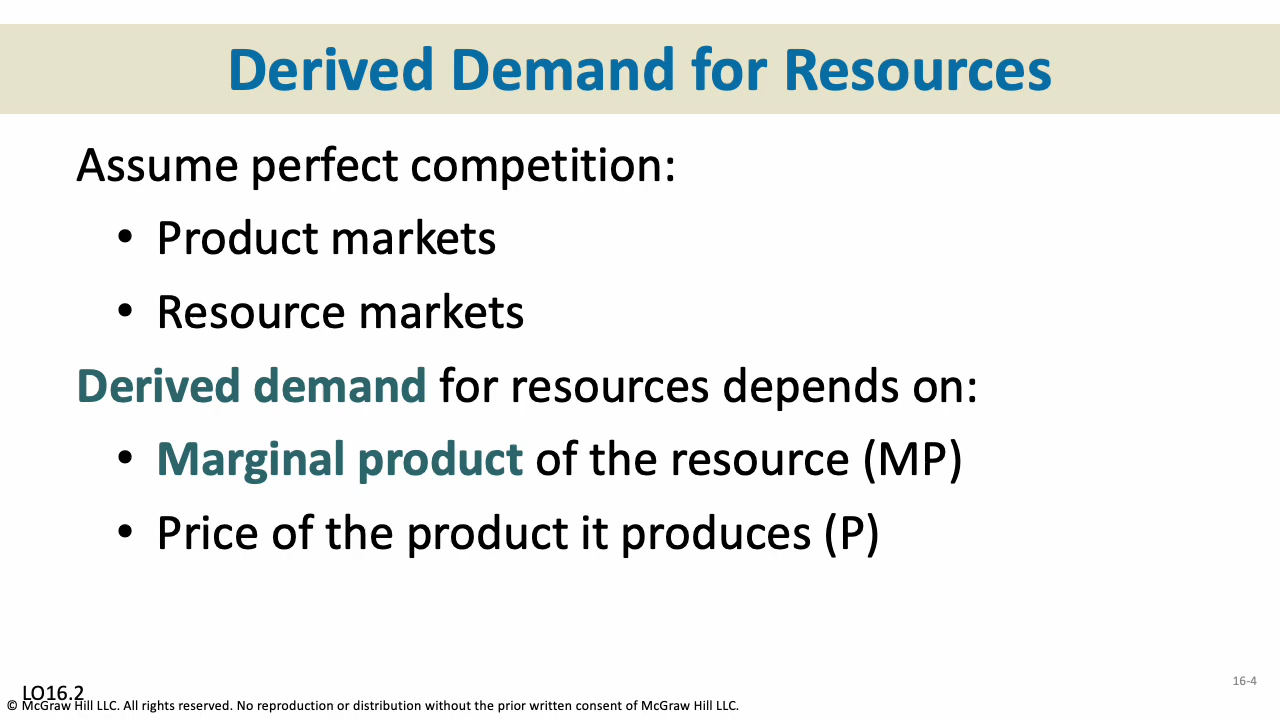 Derived Demand for Resources
Assume perfect competition:
• Product markets
• Resource markets
Derived demand for resources depends on:
• Marginal product of the resource (MP)
• Price of the product it produces (P)
16-4
LO16.2
© McGraw Hill LLC. All rights reserved. No reproduction or distribution without the prior written consent of McGraw Hill LLC.